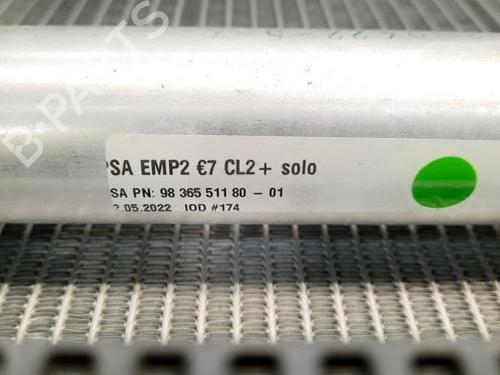 PSA EMP2 €7 CL2+ solo
SA PN: 98 365 511 80 - 01
2.05.2022 IOD #174
B-PARTS